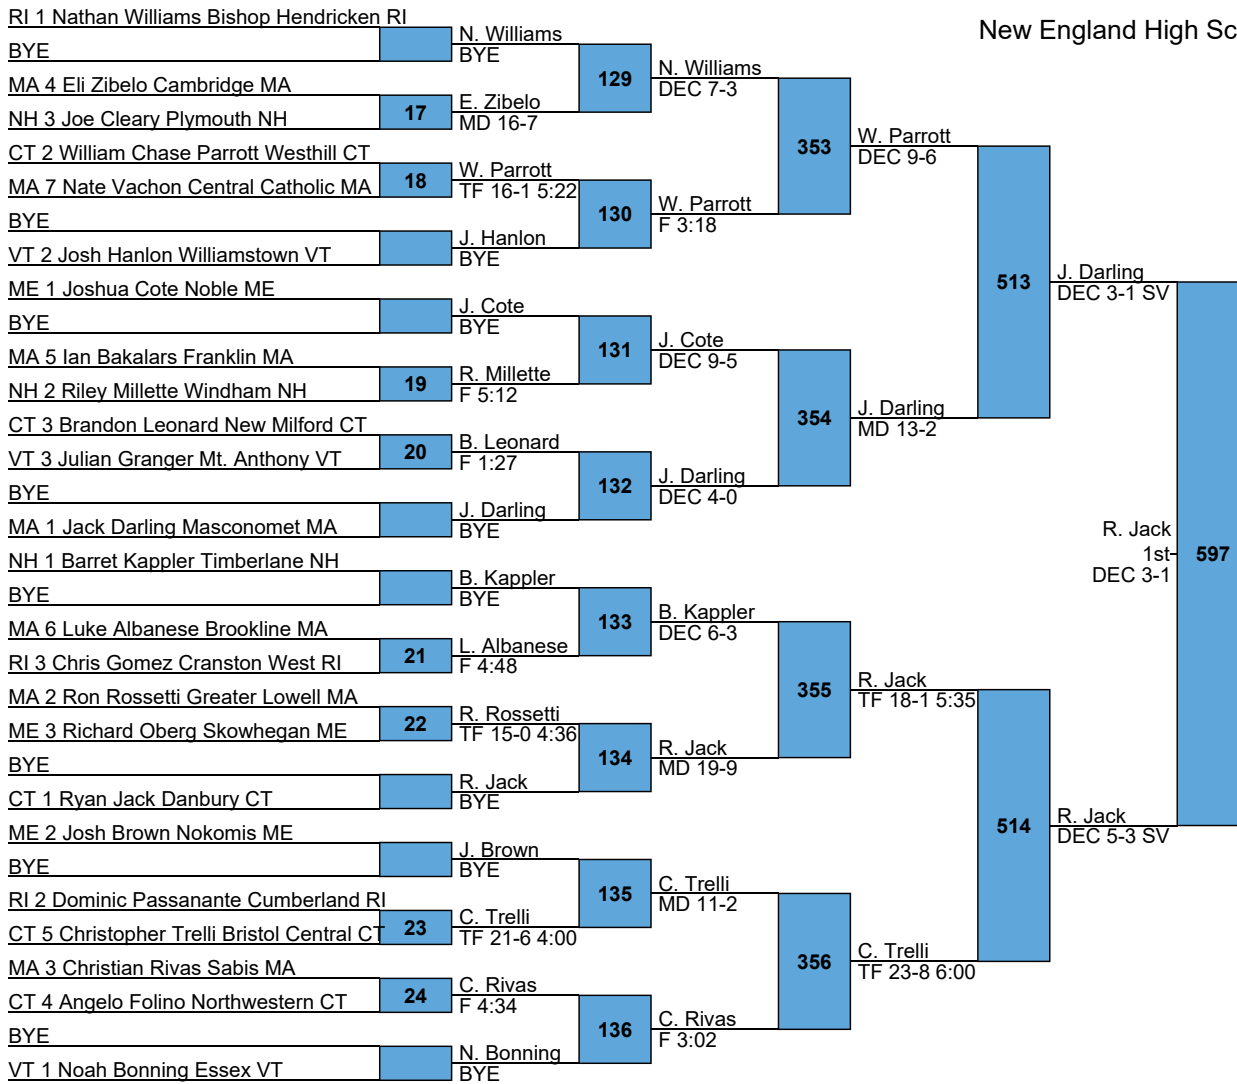 New England High Sc
RI 1 Nathan Williams Bishop Hendricken RI
BYE
MA 4 Eli Zibelo Cambridge MA
NH 3 Joe Cleary Plymouth NH
CT 2 William Chase Parrott Westhill CT
MA 7 Nate Vachon Central Catholic MA
BYE
VT 2 Josh Hanlon Williamstown VT
ME 1 Joshua Cote Noble ME
BYE
MA 5 Ian Bakalars Franklin MA
NH 2 Riley Millette Windham NH
CT 3 Brandon Leonard New Milford CT
VT 3 Julian Granger Mt. Anthony VT
BYE
MA 1 Jack Darling Masconomet MA
NH 1 Barret Kappler Timberlane NH
BYE
MA 6 Luke Albanese Brookline MA
RI 3 Chris Gomez Cranston West RI
MA 2 Ron Rossetti Greater Lowell MA
ME 3 Richard Oberg Skowhegan ME
BYE
CT 1 Ryan Jack Danbury CT
ME 2 Josh Brown Nokomis ME
BYE
RI 2 Dominic Passanante Cumberland RI
CT 5 Christopher Trelli Bristol Central CT
MA 3 Christian Rivas Sabis MA
CT 4 Angelo Folino Northwestern CT
BYE
VT 1 Noah Bonning Essex VT
17
18
19
20
21
22
23
24
N. Williams
BYE
E. Zibelo
MD 16-7
W. Parrott
TF 16-1 5:22
J. Hanlon
BYE
J. Cote
BYE
R. Millette
F 5:12
B. Leonard
F 1:27
J. Darling
BYE
B. Kappler
BYE
L. Albanese
F 4:48
R. Rossetti
TF 15-0 4:36
R. Jack
BYE
J. Brown
BYE
C. Trelli
TF 21-6 4:00
C. Rivas
F 4:34
N. Bonning
BYE
129
130
131
132
133
134
135
136
N. Williams
DEC 7-3
W. Parrott
F 3:18
J. Cote
DEC 9-5
J. Darling
DEC 4-0
B. Kappler
DEC 6-3
R. Jack
MD 19-9
C. Trelli
MD 11-2
C. Rivas
F 3:02
353
354
355
356
W. Parrott
DEC 9-6
J. Darling
MD 13-2
R. Jack
TF 18-1 5:35
C. Trelli
TF 23-8 6:00
513
514
J. Darling
DEC 3-1 SV
R. Jack
DEC 5-3 SV
R. Jack
1st
DEC 3-1
597